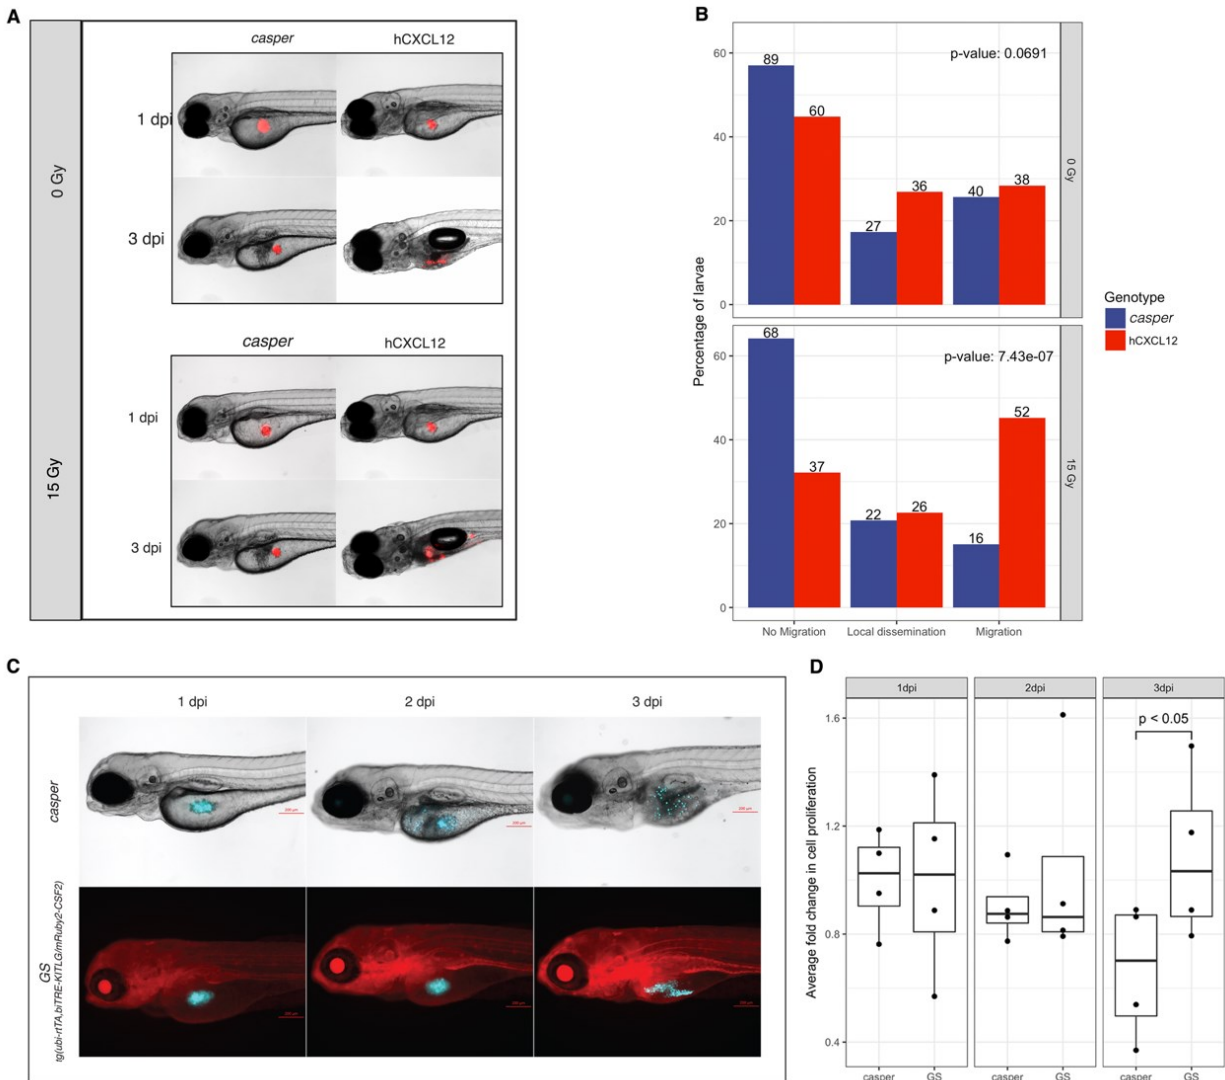 A
casper hCXCL12
0 Gy
1 dpi
3 dpi
casper hCXCL12
15 Gy
1 dpi
3 dpi
B
p-value: 0.0691
60
40
20
0
89
60
27
36
40
38
0 Gy
Percentage of larvae
p-value: 7.43e-07
60
40
20
0
68
37
22
26
16
52
15 Gy
No Migration Local dissemination Migration
Genotype
casper
hCXCL12
C
1 dpi 2 dpi 3 dpi
casper
GS
tg(ubi-rtTA,biTRE-KITLG/mRuby2-CSF2)
D
1dpi 2dpi 3dpi
p < 0.05
Average fold change in cell proliferation
1.6
1.2
0.8
0.4
casper GS casper GS casper GS